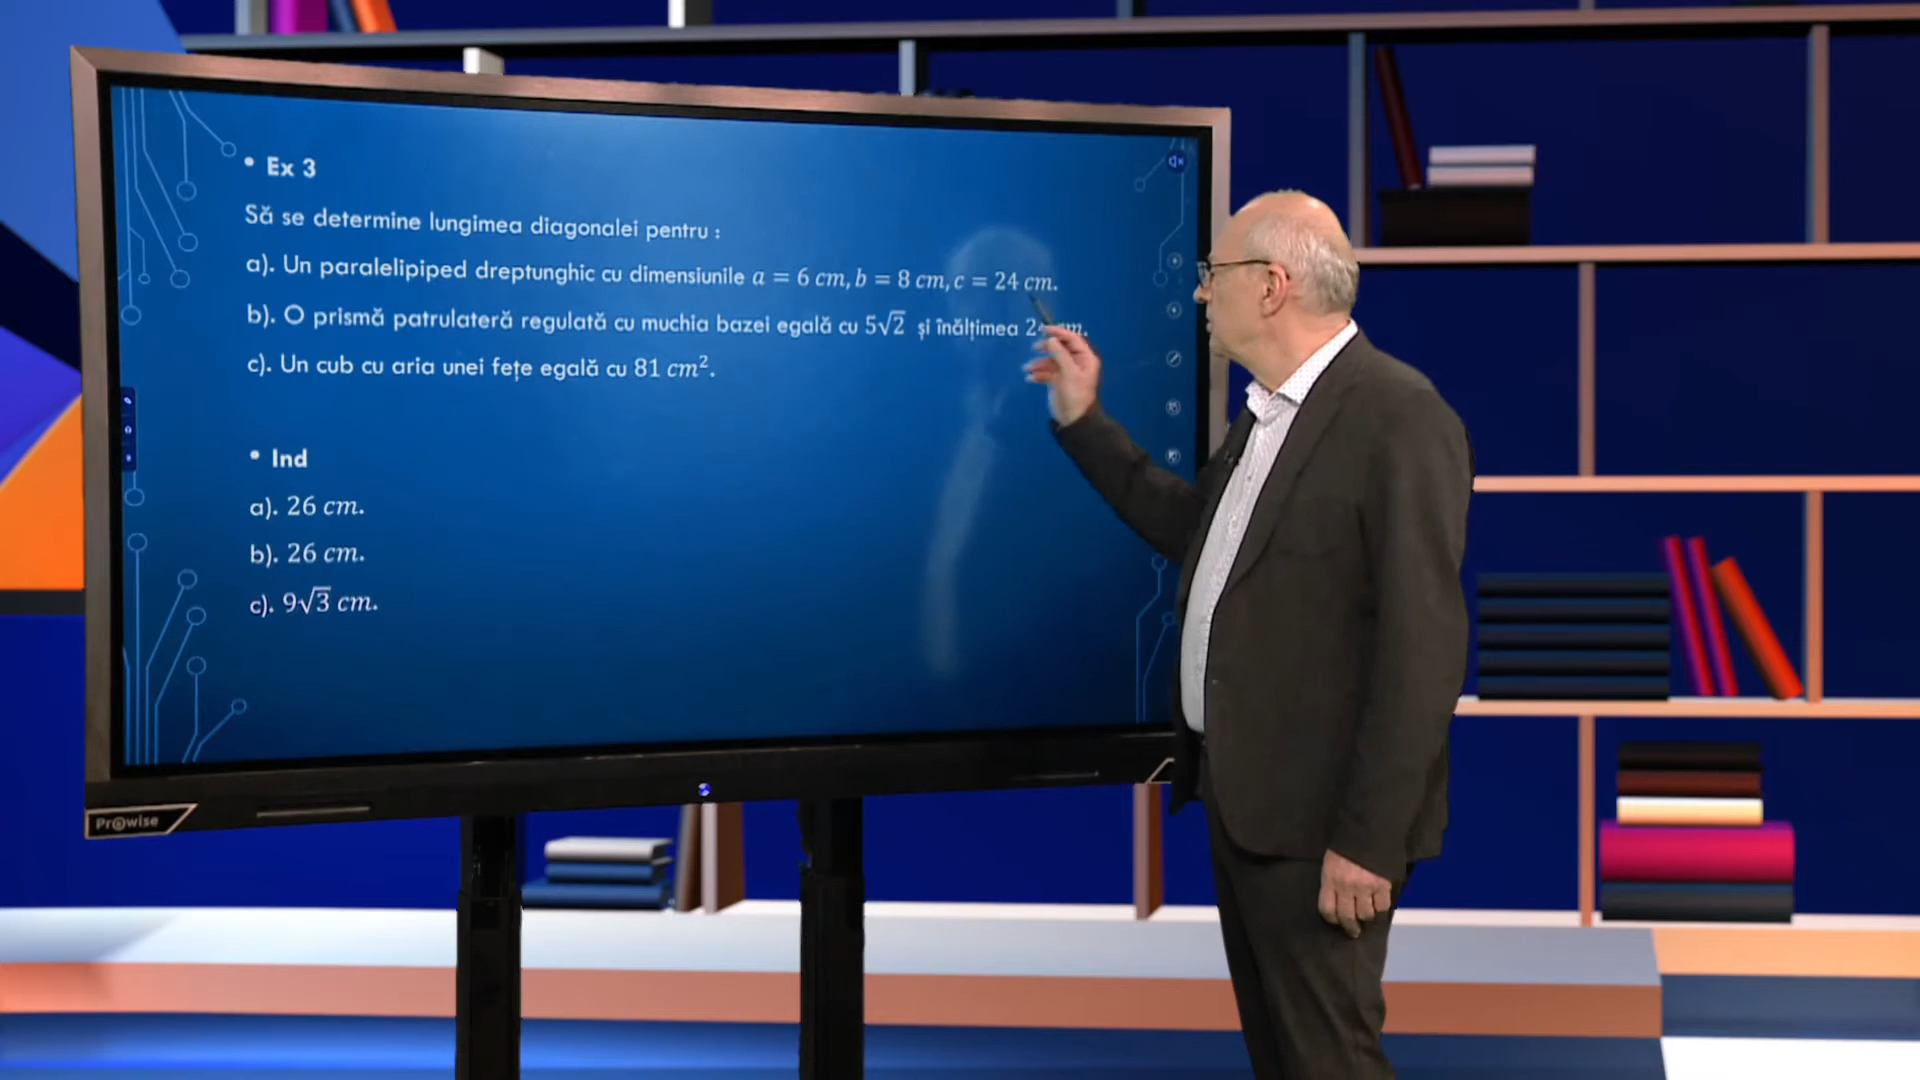 • Ex 3
Să se determine lungimea diagonalei pentru :
a). Un paralelipiped dreptunghic cu dimensiunile a = 6 cm, b = 8 cm, c = 24 cm.
b). O prismă patrulateră regulată cu muchia bazei egală cu 5√2 și înălțimea
c). Un cub cu aria unei fețe egală cu 81 cm².
• Ind
a). 26 cm.
b). 26 cm.
c). 9√3 cm.
Prowise